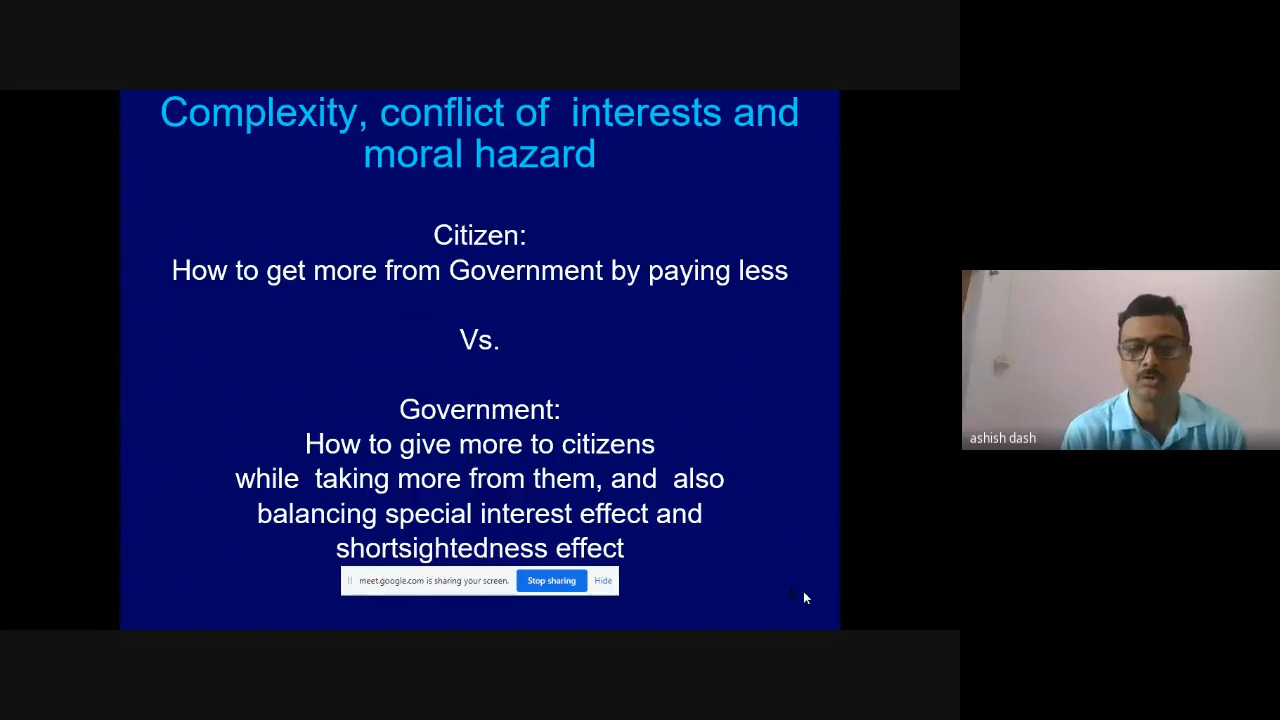 Complexity, conflict of  interests and
moral hazard
Citizen:
How to get more from Government by paying less
Vs.
Government:
How to give more to citizens
while  taking more from them, and  also
balancing special interest effect and
shortsightedness effect
meet.google.com is sharing your screen. Stop sharing Hide
ashish dash